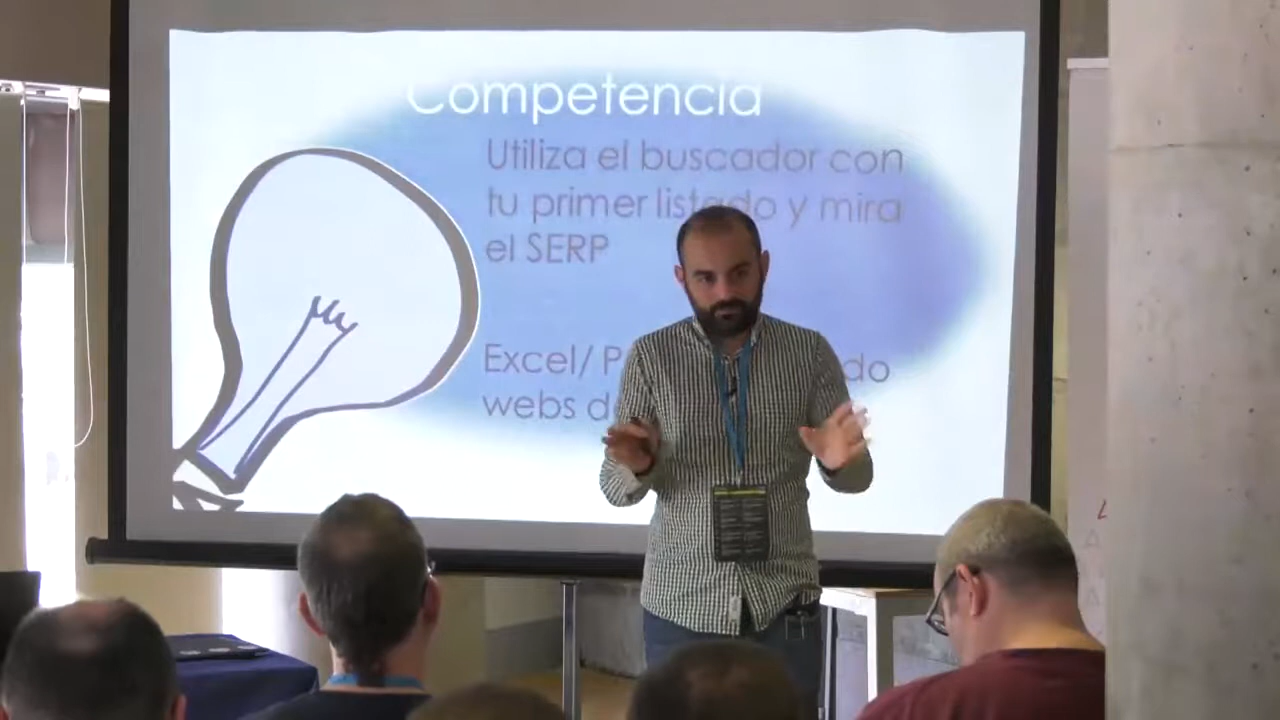 Competencia
Utiliza el buscador con
tu primer listado y mira
el SERP
Excel/
webs